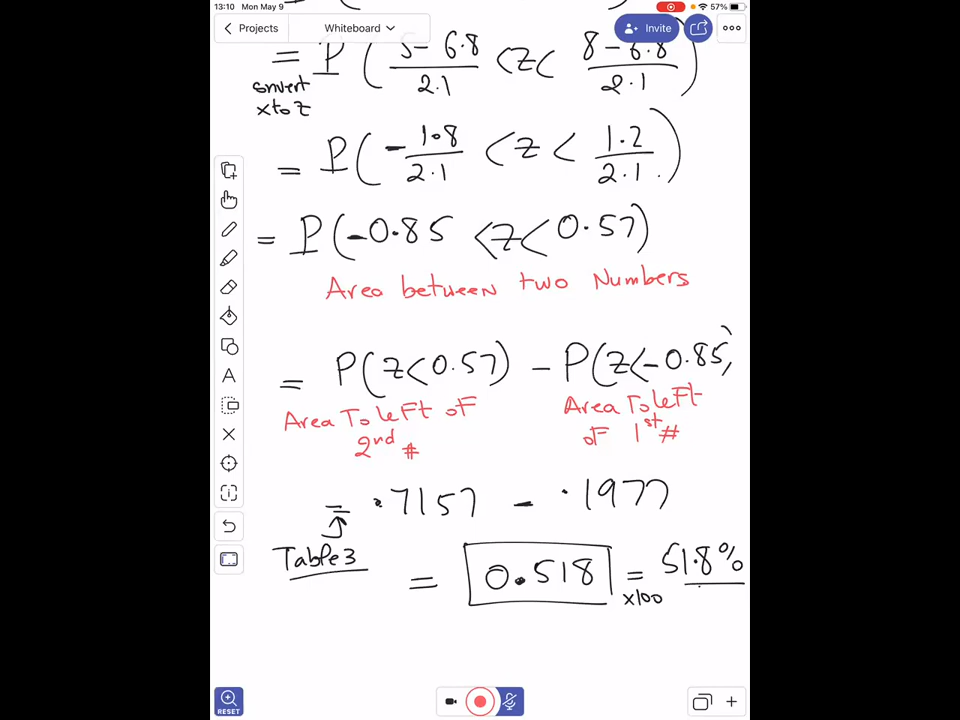 13:10 Mon May 9 57%
Projects Whiteboard Invite
= P ( 5 - 6.8 / 2.1 < z < 8 - 6.8 / 2.1 )
convert
x to z
= P ( - 1.8 / 2.1 < z < 1.2 / 2.1 )
= P (-0.85 < z < 0.57)
Area between two Numbers
= P(z < 0.57) - P(z < -0.85)
Area To left of 2nd #
Area To left of 1st #
= .7157 - .1977
Table 3
= 0.518 = 51.8%
x100
A
RESET